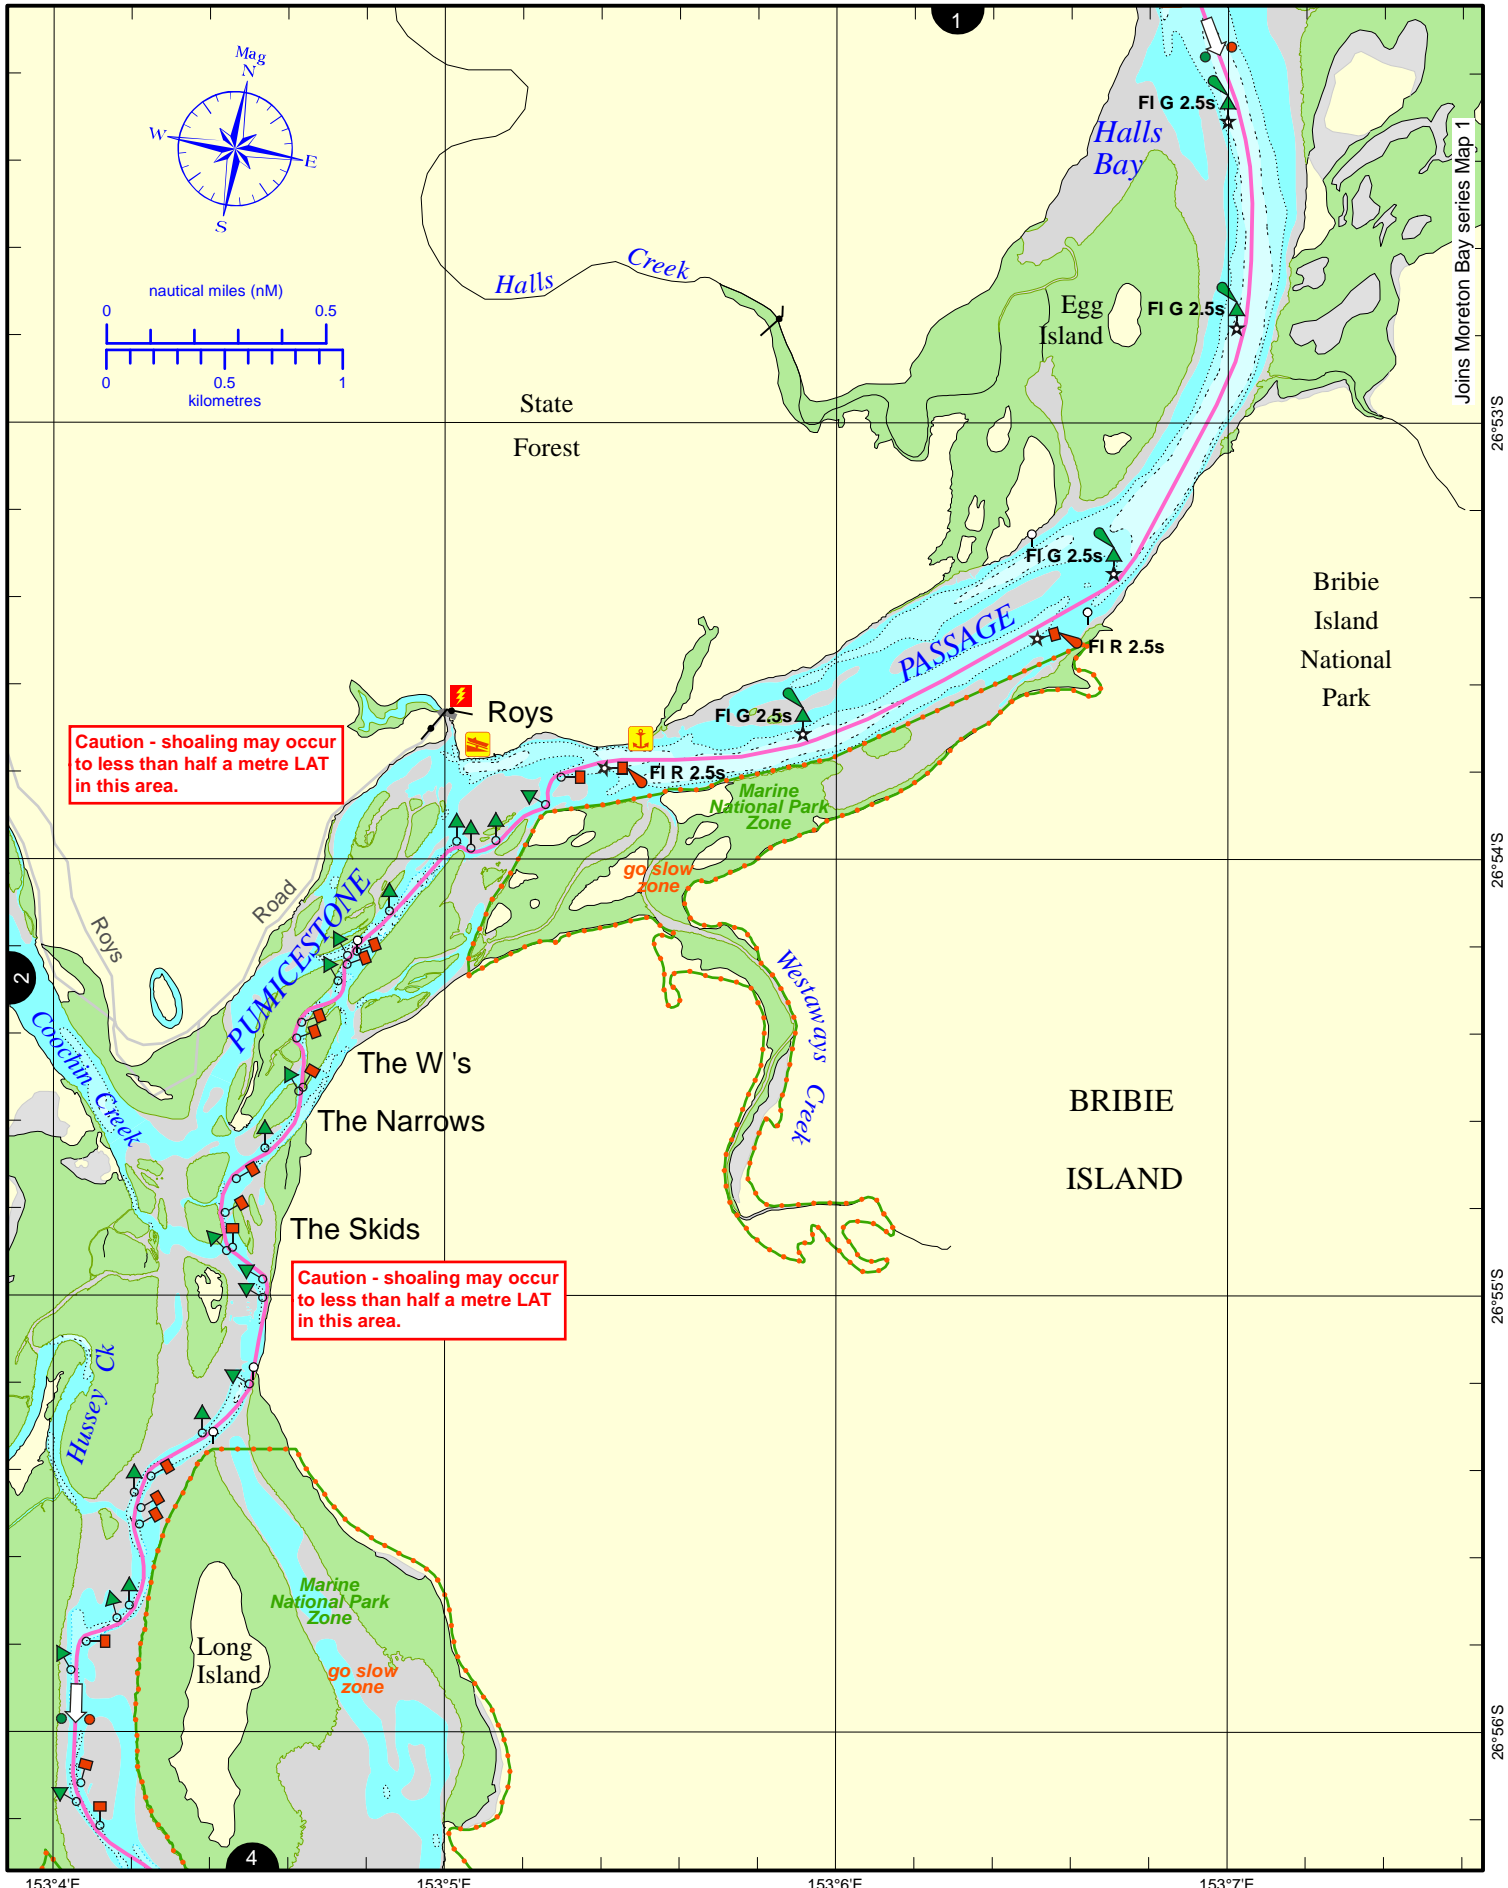 1
Mag
N
W
E
S
nautical miles (nM)
0
0.5
0
0.5
1
kilometres
Fl G 2.5s
Halls
Bay
Joins Moreton Bay series Map 1
Halls
Creek
Egg
Island
Fl G 2.5s
State
Forest
26°53'S
Fl G 2.5s
Bribie
Island
National
Park
PASSAGE
Fl R 2.5s
Roys
Fl G 2.5s
Caution - shoaling may occur
to less than half a metre LAT
in this area.
Fl R 2.5s
Marine
National Park
Zone
26°54'S
go slow
zone
Road
Roys
PUMICESTONE
2
Westaways
Creek
Coochin
Creek
The W 's
BRIBIE
The Narrows
ISLAND
The Skids
Caution - shoaling may occur
to less than half a metre LAT
in this area.
26°55'S
Hussey Ck
Marine
National Park
Zone
Long
Island
go slow
zone
26°56'S
4
153°4'E
153°5'E
153°6'E
153°7'E